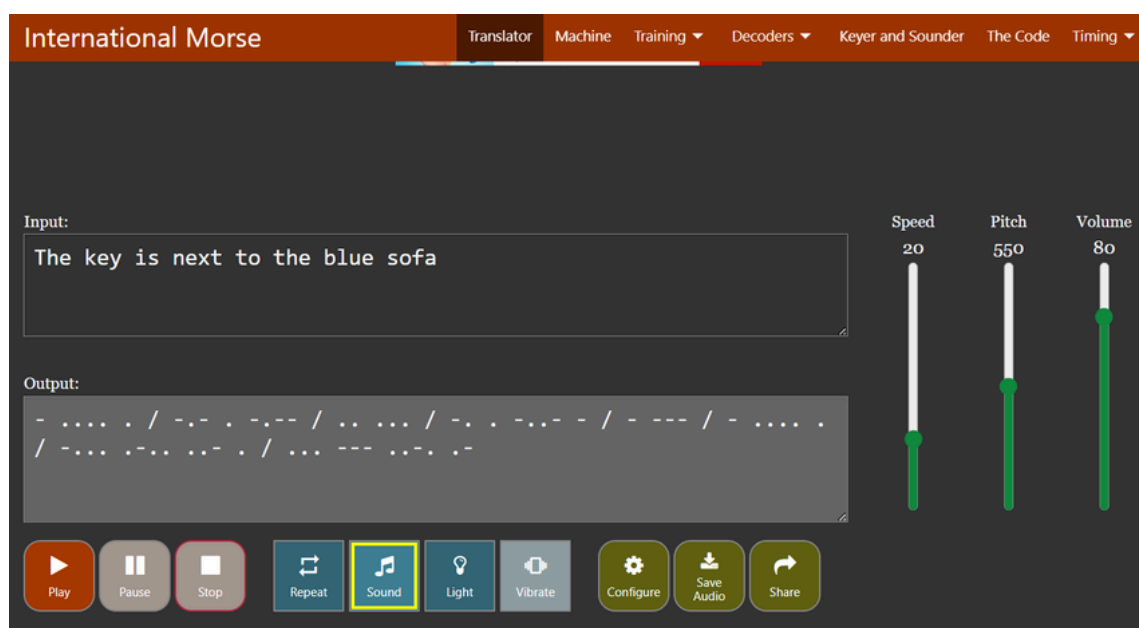 International Morse
Translator
Machine
Training
Decoders
Keyer and Sounder
The Code
Timing
Input:
The key is next to the blue sofa
Output:
- .... . / -.- . -.-- / .. ... / -. . -..- - / - --- / - .... .
/ -... .-.. ..- . / ... --- ..-. .-
Speed
Pitch
Volume
20
550
80
Play
Pause
Stop
Repeat
Sound
Light
Vibrate
Configure
Save
Audio
Share